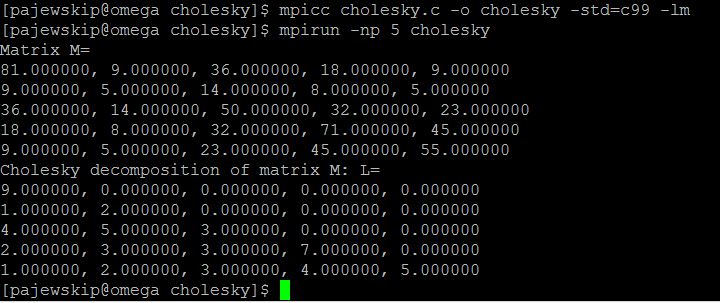 [pajewskip@omega cholesky]$ mpicc cholesky.c -o cholesky -std=c99 -lm
[pajewskip@omega cholesky]$ mpirun -np 5 cholesky
Matrix M=
81.000000, 9.000000, 36.000000, 18.000000, 9.000000
9.000000, 5.000000, 14.000000, 8.000000, 5.000000
36.000000, 14.000000, 50.000000, 32.000000, 23.000000
18.000000, 8.000000, 32.000000, 71.000000, 45.000000
9.000000, 5.000000, 23.000000, 45.000000, 55.000000
Cholesky decomposition of matrix M: L=
9.000000, 0.000000, 0.000000, 0.000000, 0.000000
1.000000, 2.000000, 0.000000, 0.000000, 0.000000
4.000000, 5.000000, 3.000000, 0.000000, 0.000000
2.000000, 3.000000, 3.000000, 7.000000, 0.000000
1.000000, 2.000000, 3.000000, 4.000000, 5.000000
[pajewskip@omega cholesky]$